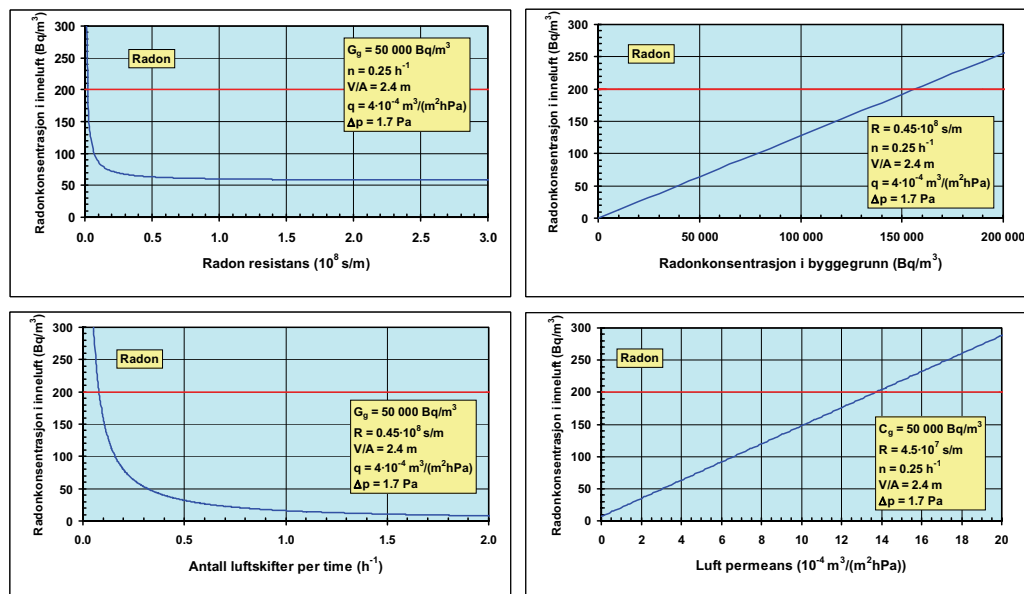 Radonkonsentrasjon i inneluft (Bq/m³)
300
250
200
150
100
50
0
Radon
G_g = 50 000 Bq/m³
n = 0.25 h⁻¹
V/A = 2.4 m
q = 4·10⁻⁴ m³/(m²hPa)
Δp = 1.7 Pa
0.0 0.5 1.0 1.5 2.0 2.5 3.0
Radon resistans (10⁸ s/m)
Radonkonsentrasjon i inneluft (Bq/m³)
300
250
200
150
100
50
0
Radon
R = 0.45·10⁸ s/m
n = 0.25 h⁻¹
V/A = 2.4 m
q = 4·10⁻⁴ m³/(m²hPa)
Δp = 1.7 Pa
0 50 000 100 000 150 000 200 000
Radonkonsentrasjon i byggegrunn (Bq/m³)
Radonkonsentrasjon i inneluft (Bq/m³)
300
250
200
150
100
50
0
Radon
G_g = 50 000 Bq/m³
R = 0.45·10⁸ s/m
V/A = 2.4 m
q = 4·10⁻⁴ m³/(m²hPa)
Δp = 1.7 Pa
0.0 0.5 1.0 1.5 2.0
Antall luftskifter per time (h⁻¹)
Radonkonsentrasjon i inneluft (Bq/m³)
300
250
200
150
100
50
0
Radon
C_g = 50 000 Bq/m³
R = 4.5·10⁷ s/m
n = 0.25 h⁻¹
V/A = 2.4 m
Δp = 1.7 Pa
0 2 4 6 8 10 12 14 16 18 20
Luft permeans (10⁻⁴ m³/(m²hPa))